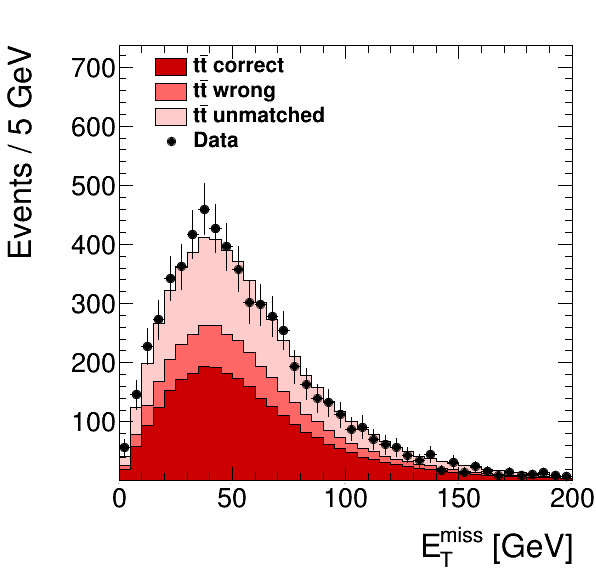 Events / 5 GeV
700
600
500
400
300
200
100
tt̄ correct
tt̄ wrong
tt̄ unmatched
Data
0 50 100 150 200
E_T^miss [GeV]